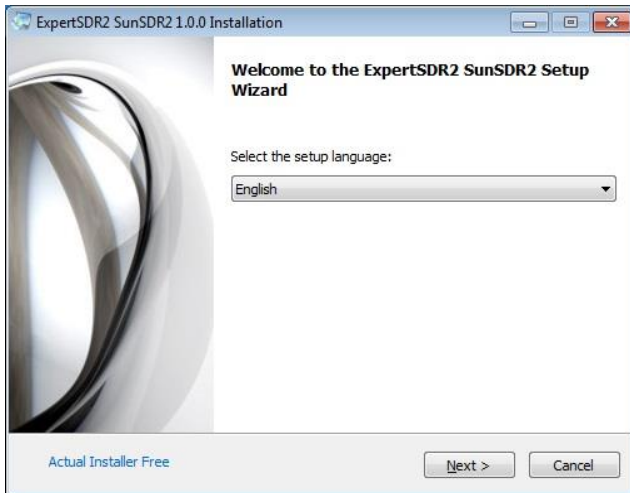 ExpertSDR2 SunSDR2 1.0.0 Installation
Welcome to the ExpertSDR2 SunSDR2 Setup
Wizard
Select the setup language:
English
Actual Installer Free
Next >
Cancel